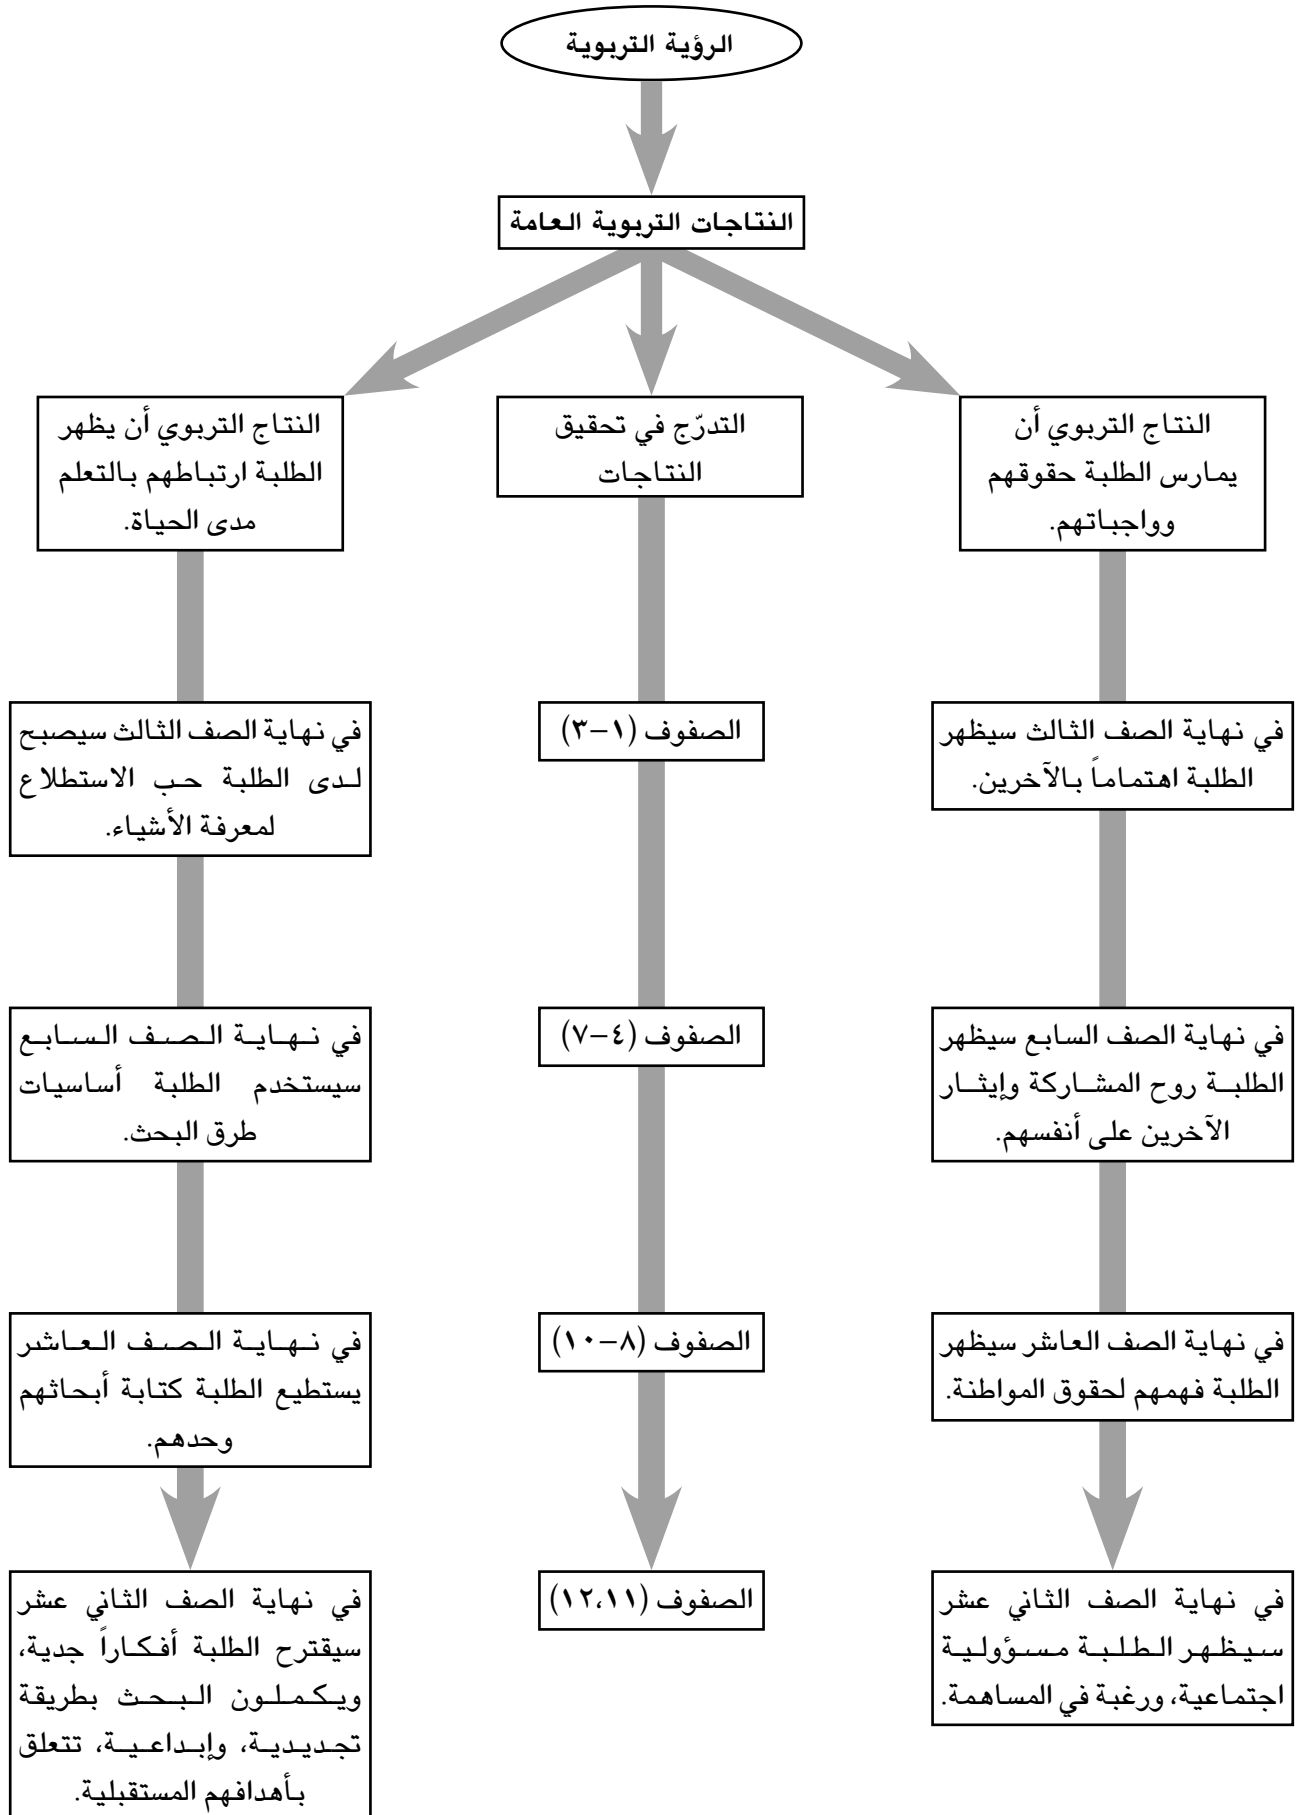 الرؤية التربوية
النتاجات التربوية العامة
النتاج التربوي أن
يمارس الطلبة حقوقهم
وواجباتهم.
التدرّج في تحقيق
النتاجات
النتاج التربوي أن يظهر
الطلبة ارتباطهم بالتعلم
مدى الحياة.
في نهاية الصف الثالث سيظهر
الطلبة اهتماماً بالآخرين.
الصفوف (١-٣)
في نهاية الصف الثالث سيصبح
لدى الطلبة حب الاستطلاع
لمعرفة الأشياء.
في نهاية الصف السابع سيظهر
الطلبة روح المشاركة وإيثار
الآخرين على أنفسهم.
الصفوف (٤-٧)
في نهاية الصف السابع
سيستخدم الطلبة أساسيات
طرق البحث.
في نهاية الصف العاشر سيظهر
الطلبة فهمهم لحقوق المواطنة.
الصفوف (٨-١٠)
في نهاية الصف العاشر
يستطيع الطلبة كتابة أبحاثهم
وحدهم.
في نهاية الصف الثاني عشر
سيظهر الطلبة مسؤولية
اجتماعية، ورغبة في المساهمة.
الصفوف (١٢،١١)
في نهاية الصف الثاني عشر
سيقترح الطلبة أفكاراً جدية،
ويكملون البحث بطريقة
تجديدية، وإبداعية، تتعلق
بأهدافهم المستقبلية.